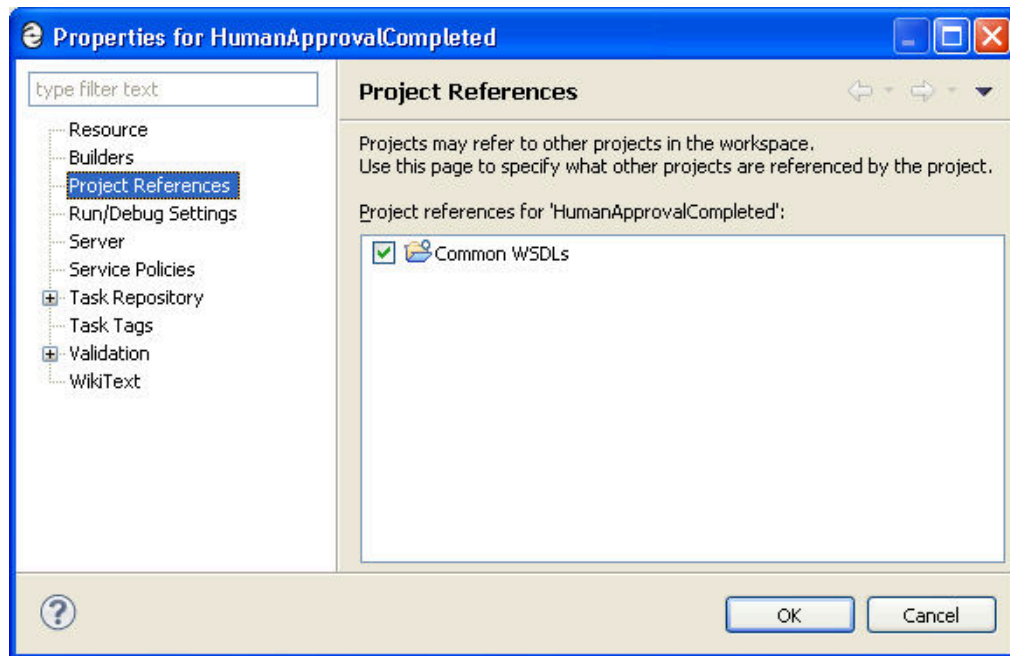 Properties for HumanApprovalCompleted
type filter text
Resource
Builders
Project References
Run/Debug Settings
Server
Service Policies
Task Repository
Task Tags
Validation
WikiText
Project References
Projects may refer to other projects in the workspace.
Use this page to specify what other projects are referenced by the project.
Project references for 'HumanApprovalCompleted':
Common WSDLs
?
OK
Cancel